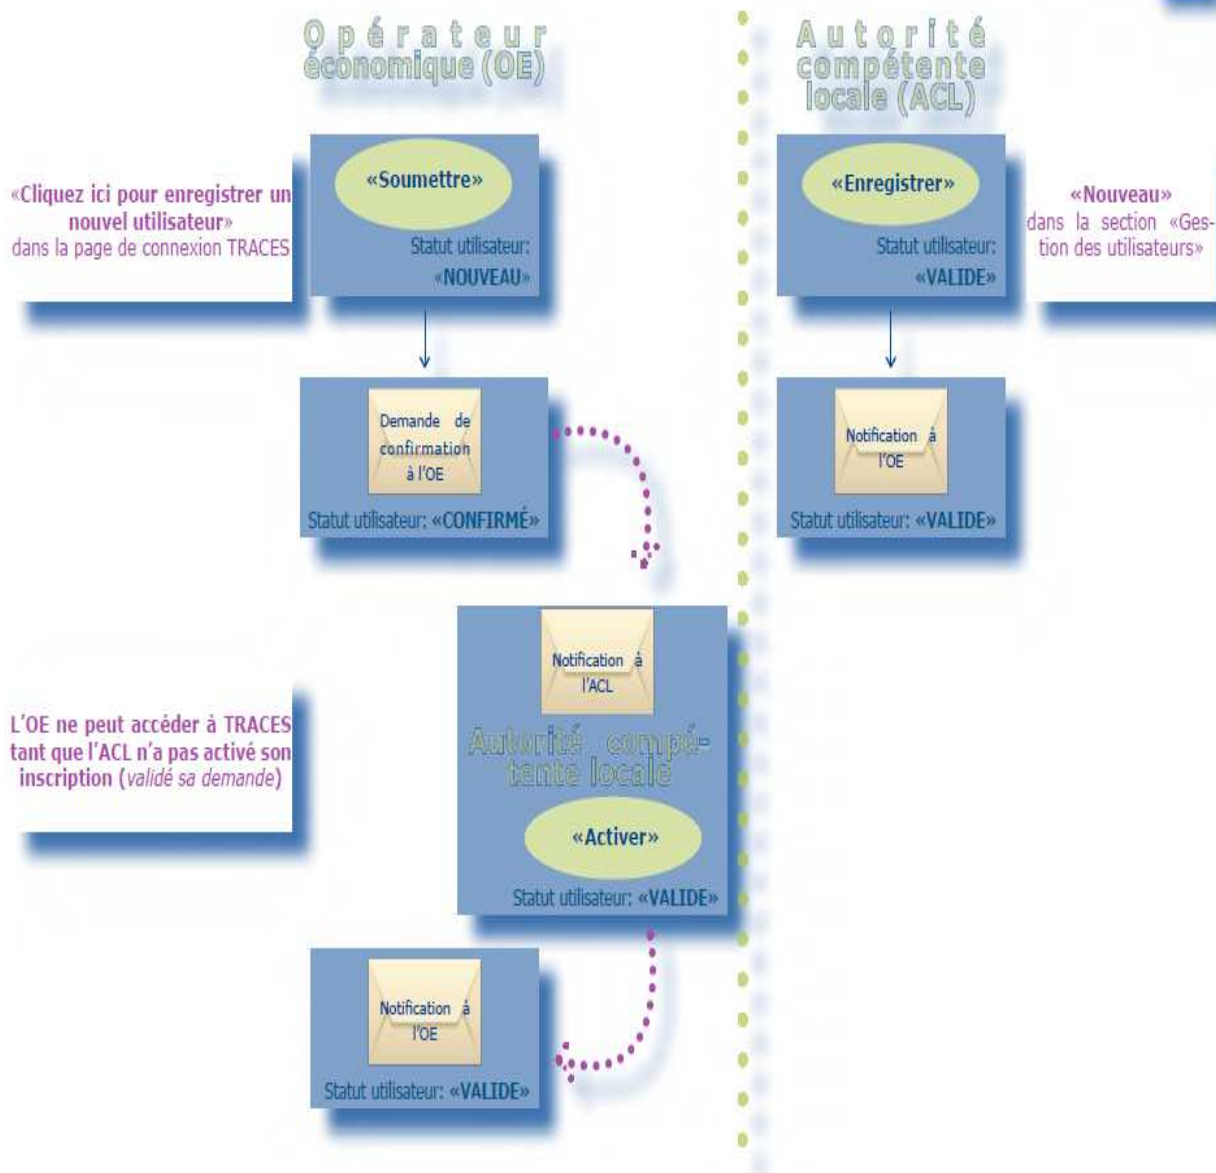 Opérateur
économique (OE)
Autorité
compétente
locale (ACL)
«Cliquez ici pour enregistrer un
nouvel utilisateur»
dans la page de connexion TRACES
«Soumettre»
Statut utilisateur:
«NOUVEAU»
«Enregistrer»
Statut utilisateur:
«VALIDE»
«Nouveau»
dans la section «Ges-
tion des utilisateurs»
Demande de
confirmation
à l'OE
Statut utilisateur: «CONFIRMÉ»
Notification à
l'OE
Statut utilisateur: «VALIDE»
L'OE ne peut accéder à TRACES
tant que l'ACL n'a pas activé son
inscription (validé sa demande)
Notification à
l'ACL
Autorité compé-
tente locale
«Activer»
Statut utilisateur: «VALIDE»
Notification à
l'OE
Statut utilisateur: «VALIDE»